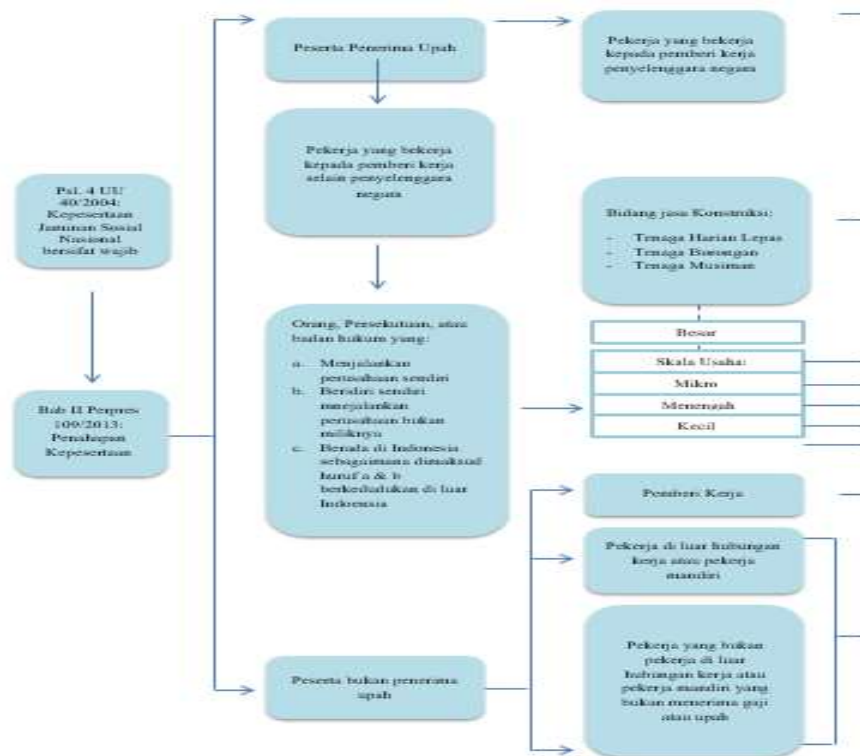 Peserta Penerima Upah
Pekerja yang bekerja
kepada pemberi kerja
penyelenggara negara
Pekerja yang bekerja
kepada pemberi kerja
selain penyelenggara
negara
Psl. 4 UU
40/2004:
Kepesertaan
Jaminan Sosial
Nasional
bersifat wajib
Bidang jasa Konstruksi:
- Tenaga Harian Lepas
- Tenaga Borongan
- Tenaga Musiman
Orang, Persekutuan, atau
badan hukum yang:
a. Menjalankan
perusahaan sendiri
b. Berdiri sendiri
menjalankan
perusahaan bukan
miliknya
c. Berada di Indonesia
sebagaimana dimaksud
huruf a & b
berkedudukan di luar
Indonesia
Besar
Skala Usaha:
Mikro
Menengah
Kecil
Bab II Perpres
109/2013:
Penahapan
Kepesertaan
Pemberi Kerja
Pekerja di luar hubungan
kerja atau pekerja
mandiri
Peserta bukan penerima
upah
Pekerja yang bukan
pekerja di luar
hubungan kerja atau
pekerja mandiri yang
bukan menerima gaji
atau upah